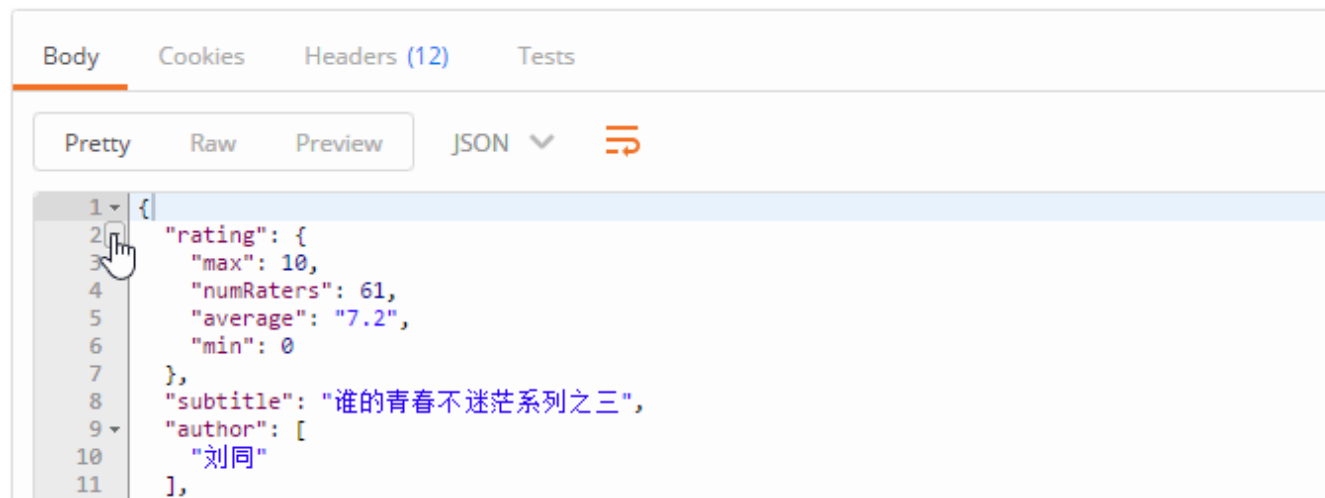 Body Cookies Headers (12) Tests
Pretty Raw Preview JSON
1 {
2 "rating": {
3 "max": 10,
4 "numRaters": 61,
5 "average": "7.2",
6 "min": 0
7 },
8 "subtitle": "谁的青春不迷茫系列之三",
9 "author": [
10 "刘同"
11 ],